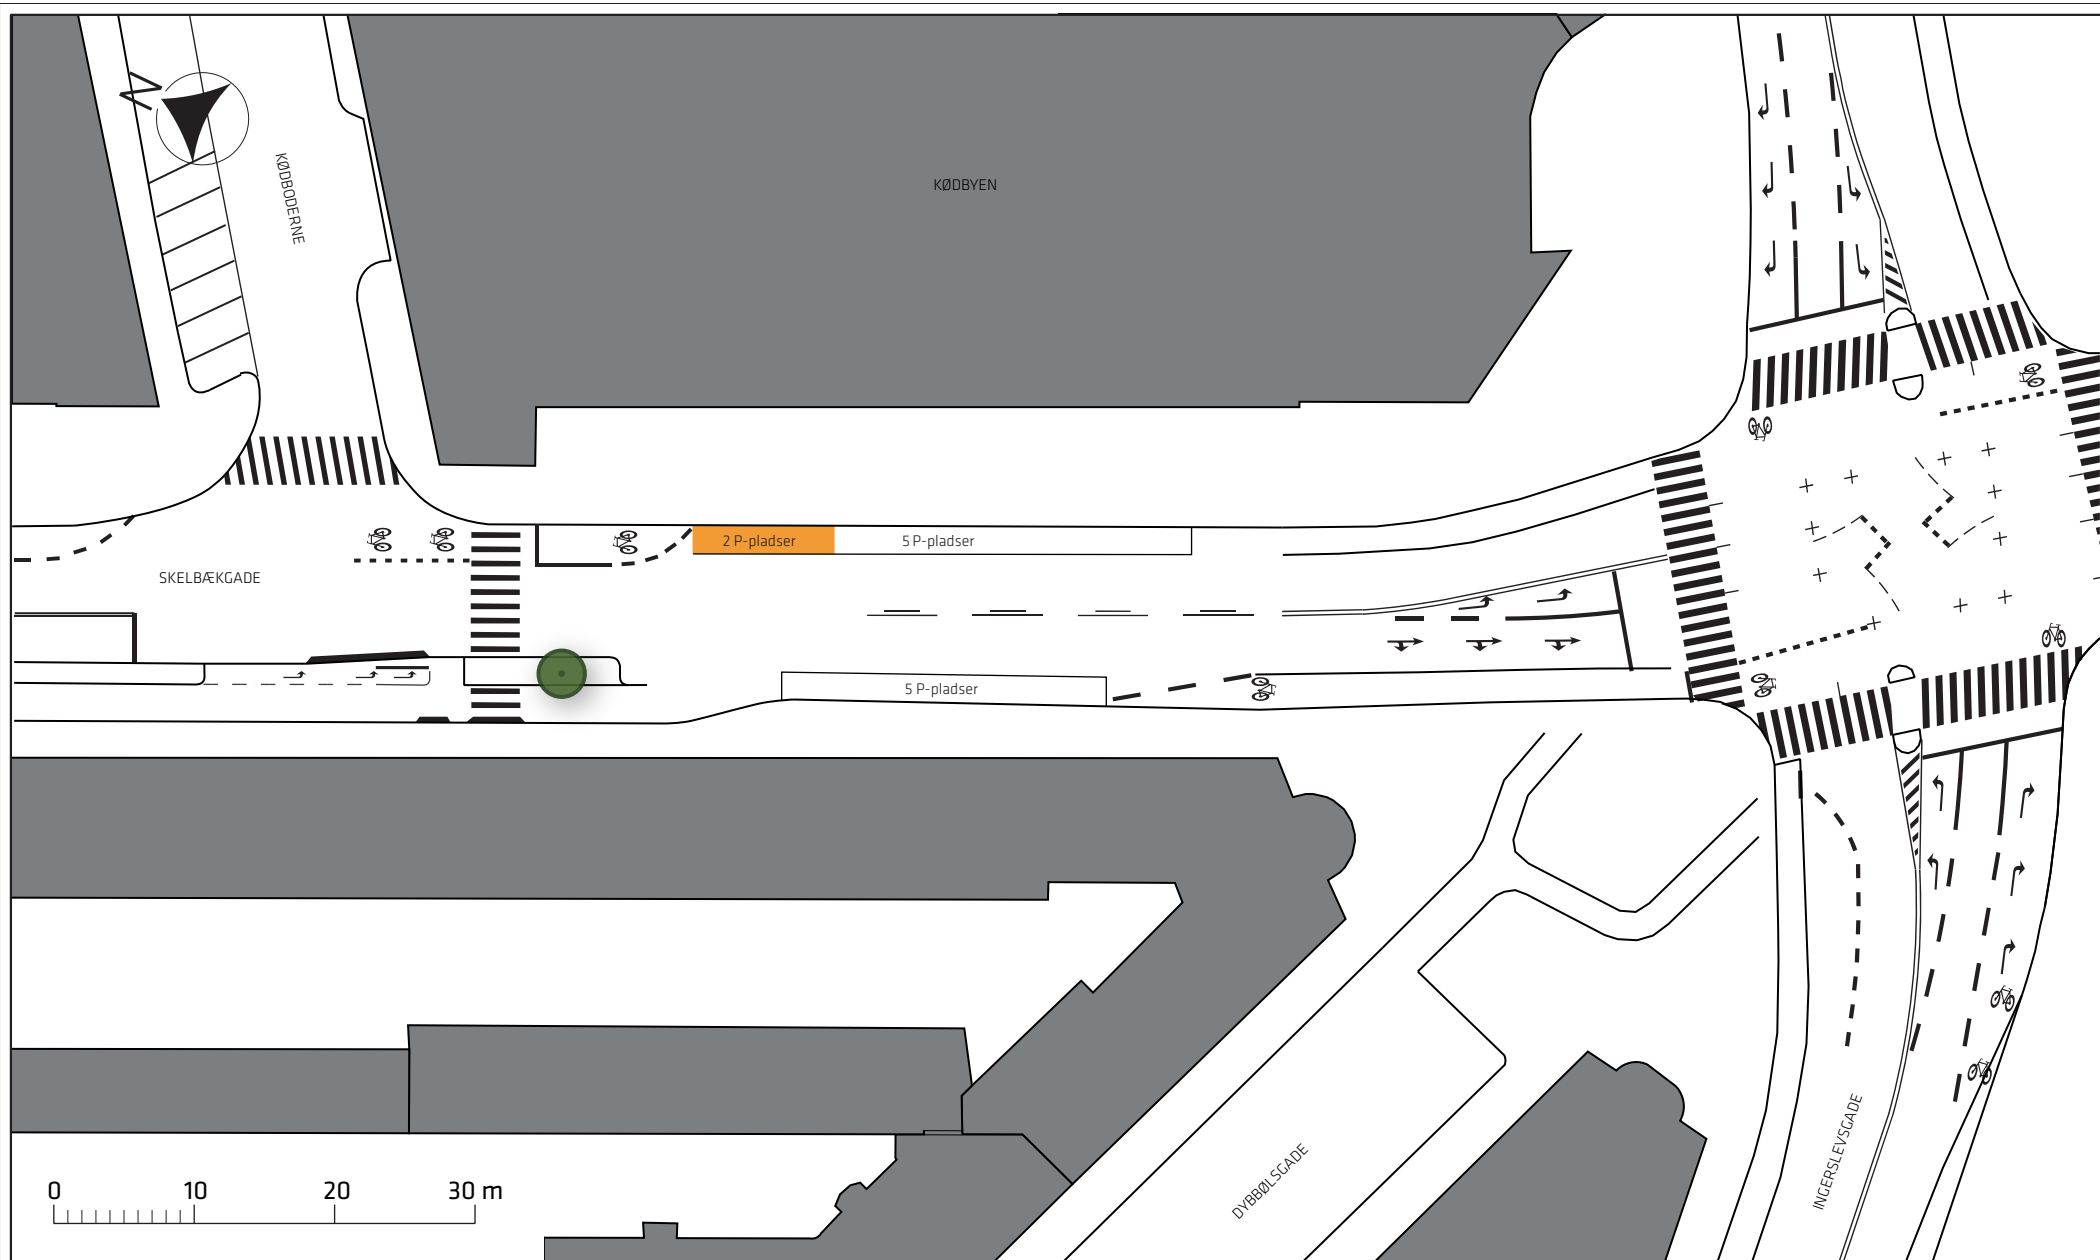 N
KØDBODERNE
KØDBYEN
SKELBÆKGADE
2 P-pladser
5 P-pladser
5 P-pladser
DYBBØLSGADE
INGERSLEVSGADE
0 10 20 30 m